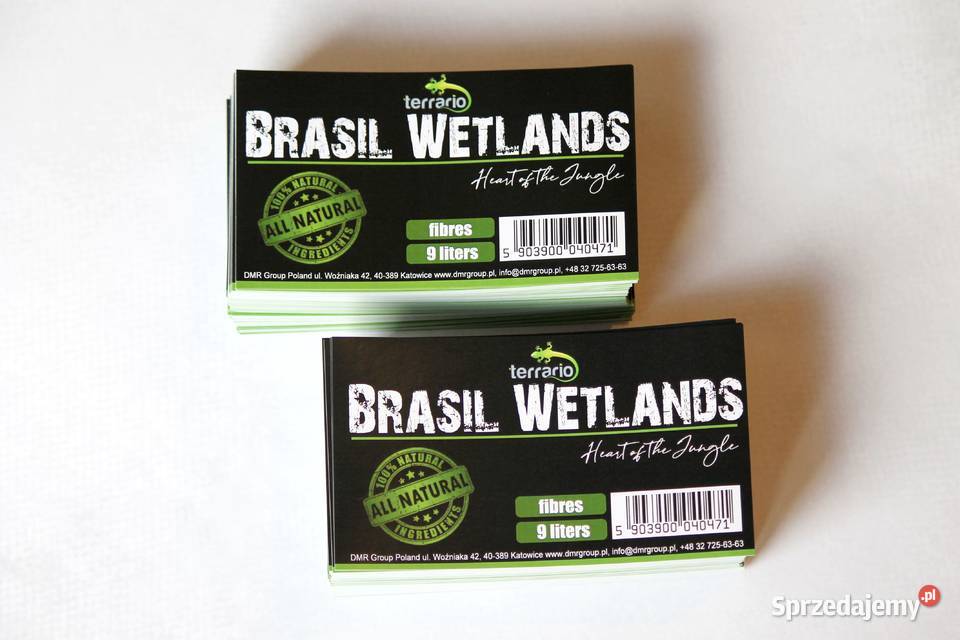 terrario
BRASIL WETLANDS
Heart of the Jungle
100% NATURAL
ALL NATURAL
INGREDIENTS
fibres
9 liters
5 903900 040471
DMR Group Poland ul. Woźniaka 42, 40-389 Katowice www.dmrgroup.pl, info@dmrgroup.pl, +48 32 725-63-63
terrario
BRASIL WETLANDS
Heart of the Jungle
100% NATURAL
ALL NATURAL
INGREDIENTS
fibres
9 liters
5 903900 040471
DMR Group Poland ul. Woźniaka 42, 40-389 Katowice www.dmrgroup.pl, info@dmrgroup.pl, +48 32 725-63-63
Sprzedajemy.pl